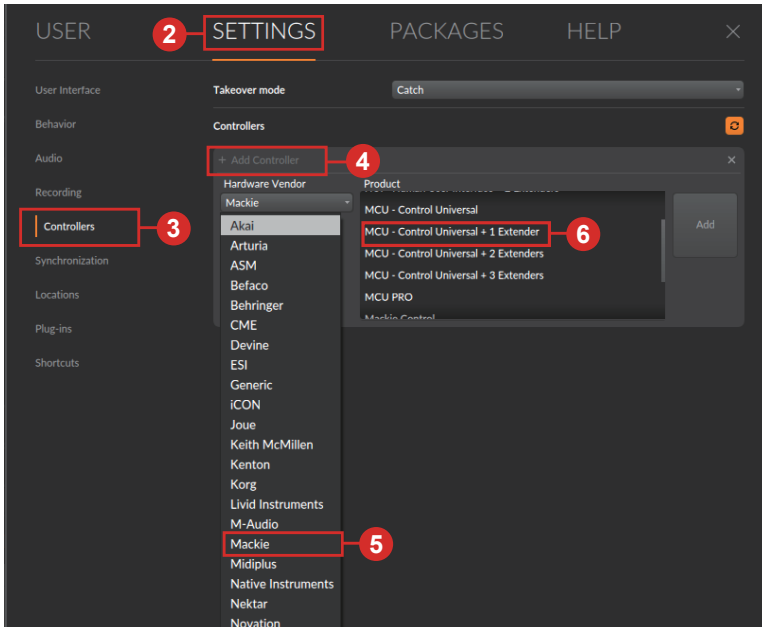 USER
2
SETTINGS
PACKAGES
HELP
User Interface
Behavior
Audio
Recording
Controllers
3
Synchronization
Locations
Plug-ins
Shortcuts
Takeover mode
Catch
Controllers
+ Add Controller
4
Hardware Vendor
Mackie
Akai
Arturia
ASM
Befaco
Behringer
CME
Devine
ESI
Generic
iCON
Joue
Keith McMillen
Kenton
Korg
Livid Instruments
M-Audio
Mackie
5
Midiplus
Native Instruments
Nektar
Novation
Product
MCU - Control Universal
MCU - Control Universal + 1 Extender
6
MCU - Control Universal + 2 Extenders
MCU - Control Universal + 3 Extenders
MCU PRO
Mackie Control
Add